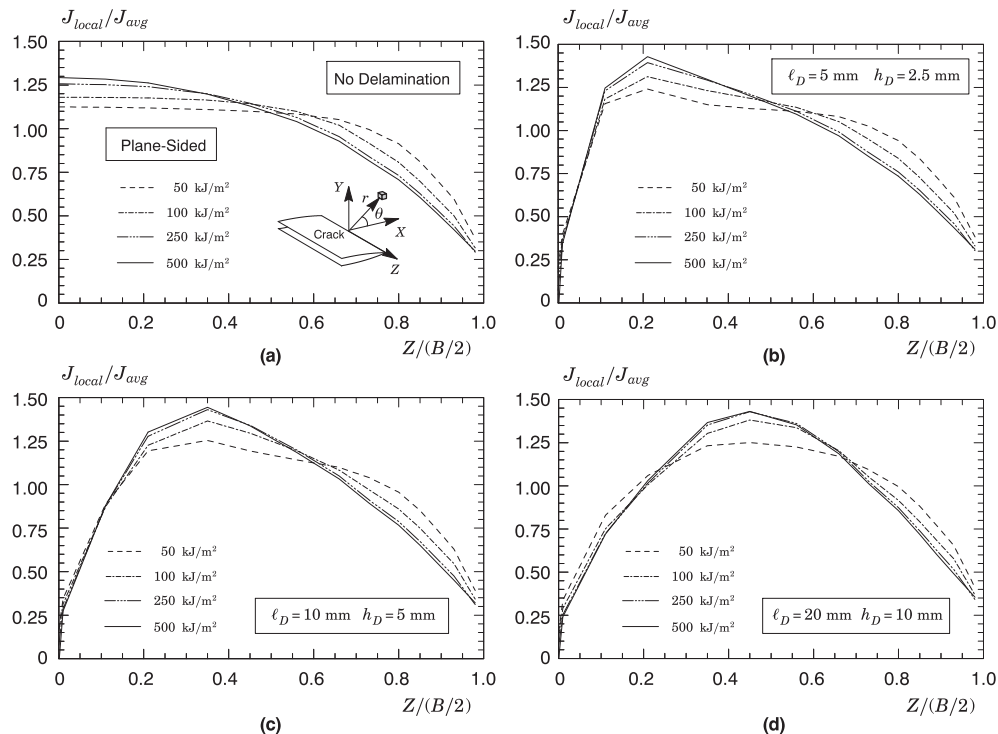 J_local/J_avg
1.50
1.25
1.00
0.75
0.50
0.25
0
No Delamination
Plane-Sided
50 kJ/m²
100 kJ/m²
250 kJ/m²
500 kJ/m²
Y
r
θ
X
Crack
Z
0 0.2 0.4 0.6 0.8 1.0
Z/(B/2)
(a)
J_local/J_avg
1.50
1.25
1.00
0.75
0.50
0.25
0
ℓ_D = 5 mm h_D = 2.5 mm
50 kJ/m²
100 kJ/m²
250 kJ/m²
500 kJ/m²
0 0.2 0.4 0.6 0.8 1.0
Z/(B/2)
(b)
J_local/J_avg
1.50
1.25
1.00
0.75
0.50
0.25
0
50 kJ/m²
100 kJ/m²
250 kJ/m²
500 kJ/m²
ℓ_D = 10 mm h_D = 5 mm
0 0.2 0.4 0.6 0.8 1.0
Z/(B/2)
(c)
J_local/J_avg
1.50
1.25
1.00
0.75
0.50
0.25
0
50 kJ/m²
100 kJ/m²
250 kJ/m²
500 kJ/m²
ℓ_D = 20 mm h_D = 10 mm
0 0.2 0.4 0.6 0.8 1.0
Z/(B/2)
(d)